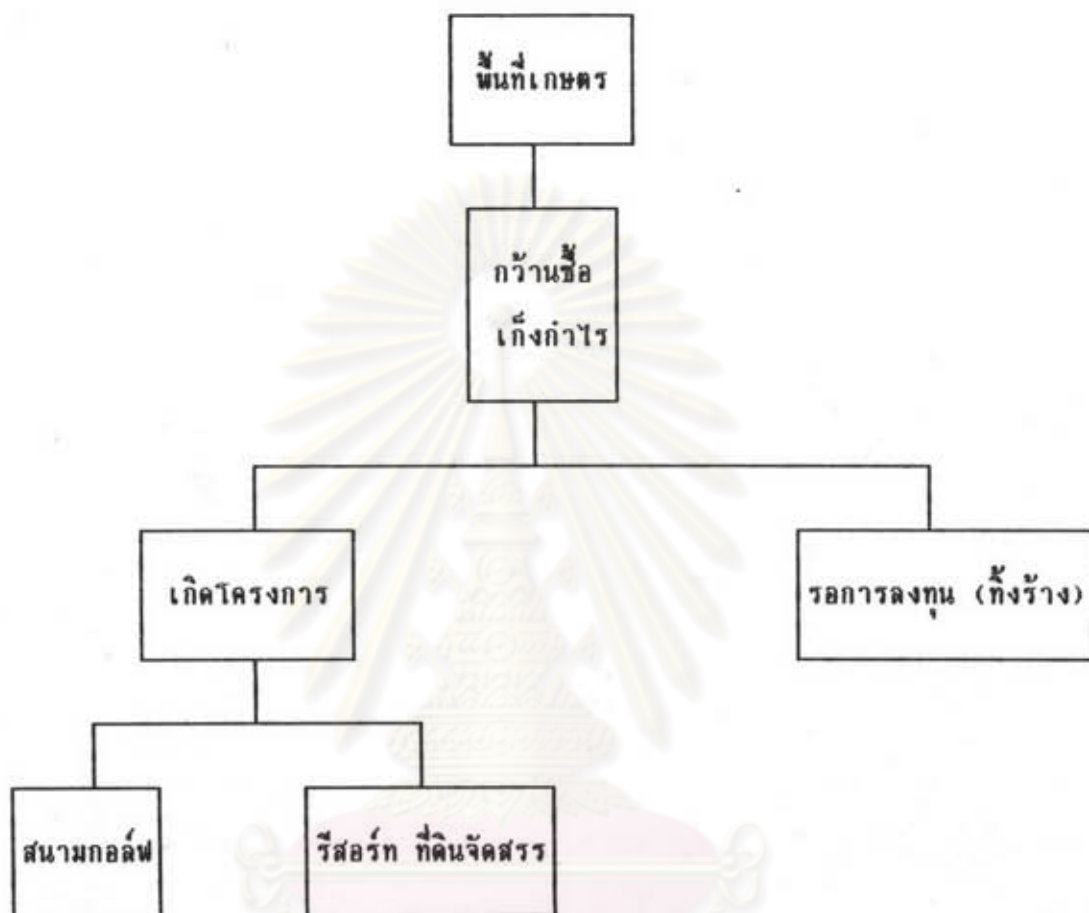 พื้นที่เกษตร
กว้านซื้อ
เก็งกำไร
เกิดโครงการ
รอการลงทุน (ทิ้งร้าง)
สนามกอล์ฟ
รีสอร์ท ที่ดินจัดสรร